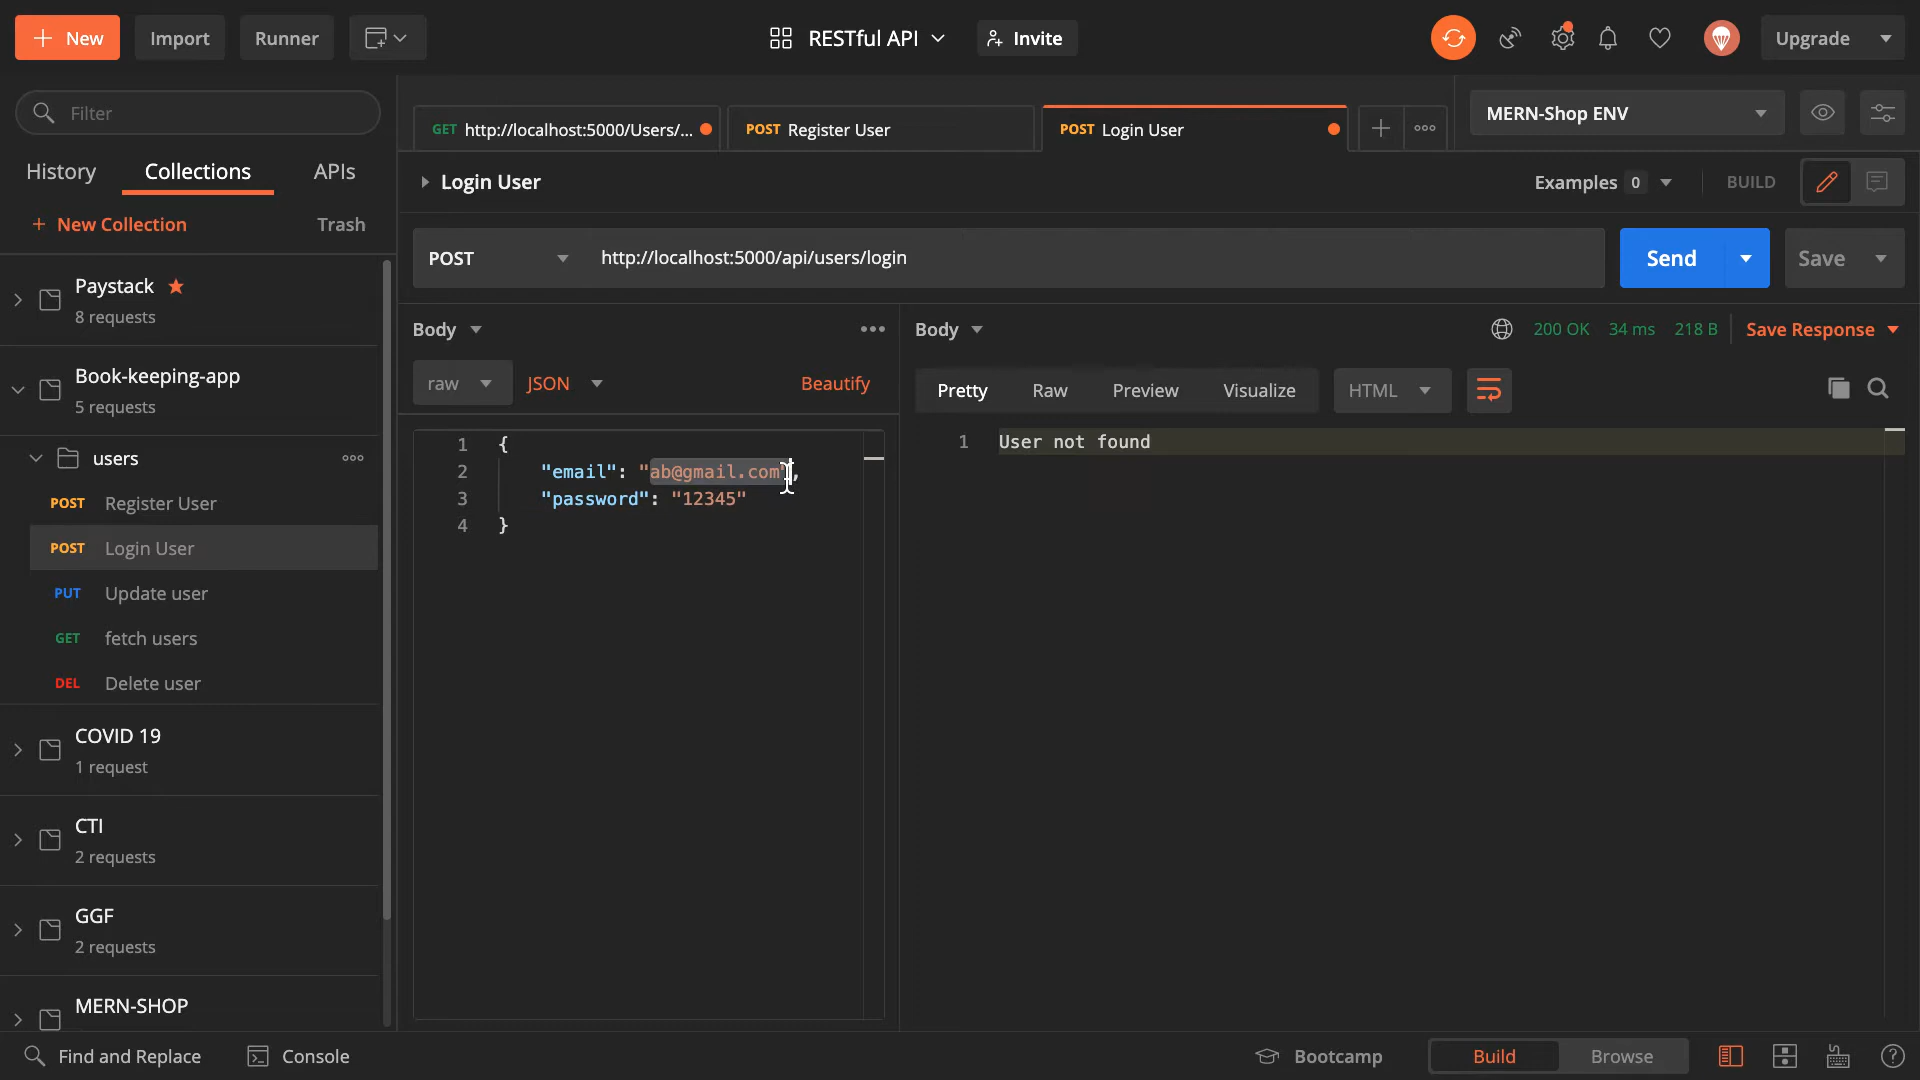 New
Import
Runner
RESTful API
Invite
Upgrade
Filter
History
Collections
APIs
+ New Collection
Trash
Paystack
8 requests
Book-keeping-app
5 requests
users
POST Register User
POST Login User
PUT Update user
GET fetch users
DEL Delete user
COVID 19
1 request
CTI
2 requests
GGF
2 requests
MERN-SHOP
GET http://localhost:5000/Users/...
POST Register User
POST Login User
MERN-Shop ENV
Login User
Examples 0
BUILD
POST
http://localhost:5000/api/users/login
Send
Save
Body
raw
JSON
Beautify
1 {
2 "email": "ab@gmail.com",
3 "password": "12345"
4 }
Body
200 OK 34 ms 218 B
Save Response
Pretty
Raw
Preview
Visualize
HTML
1 User not found
Find and Replace
Console
Bootcamp
Build
Browse